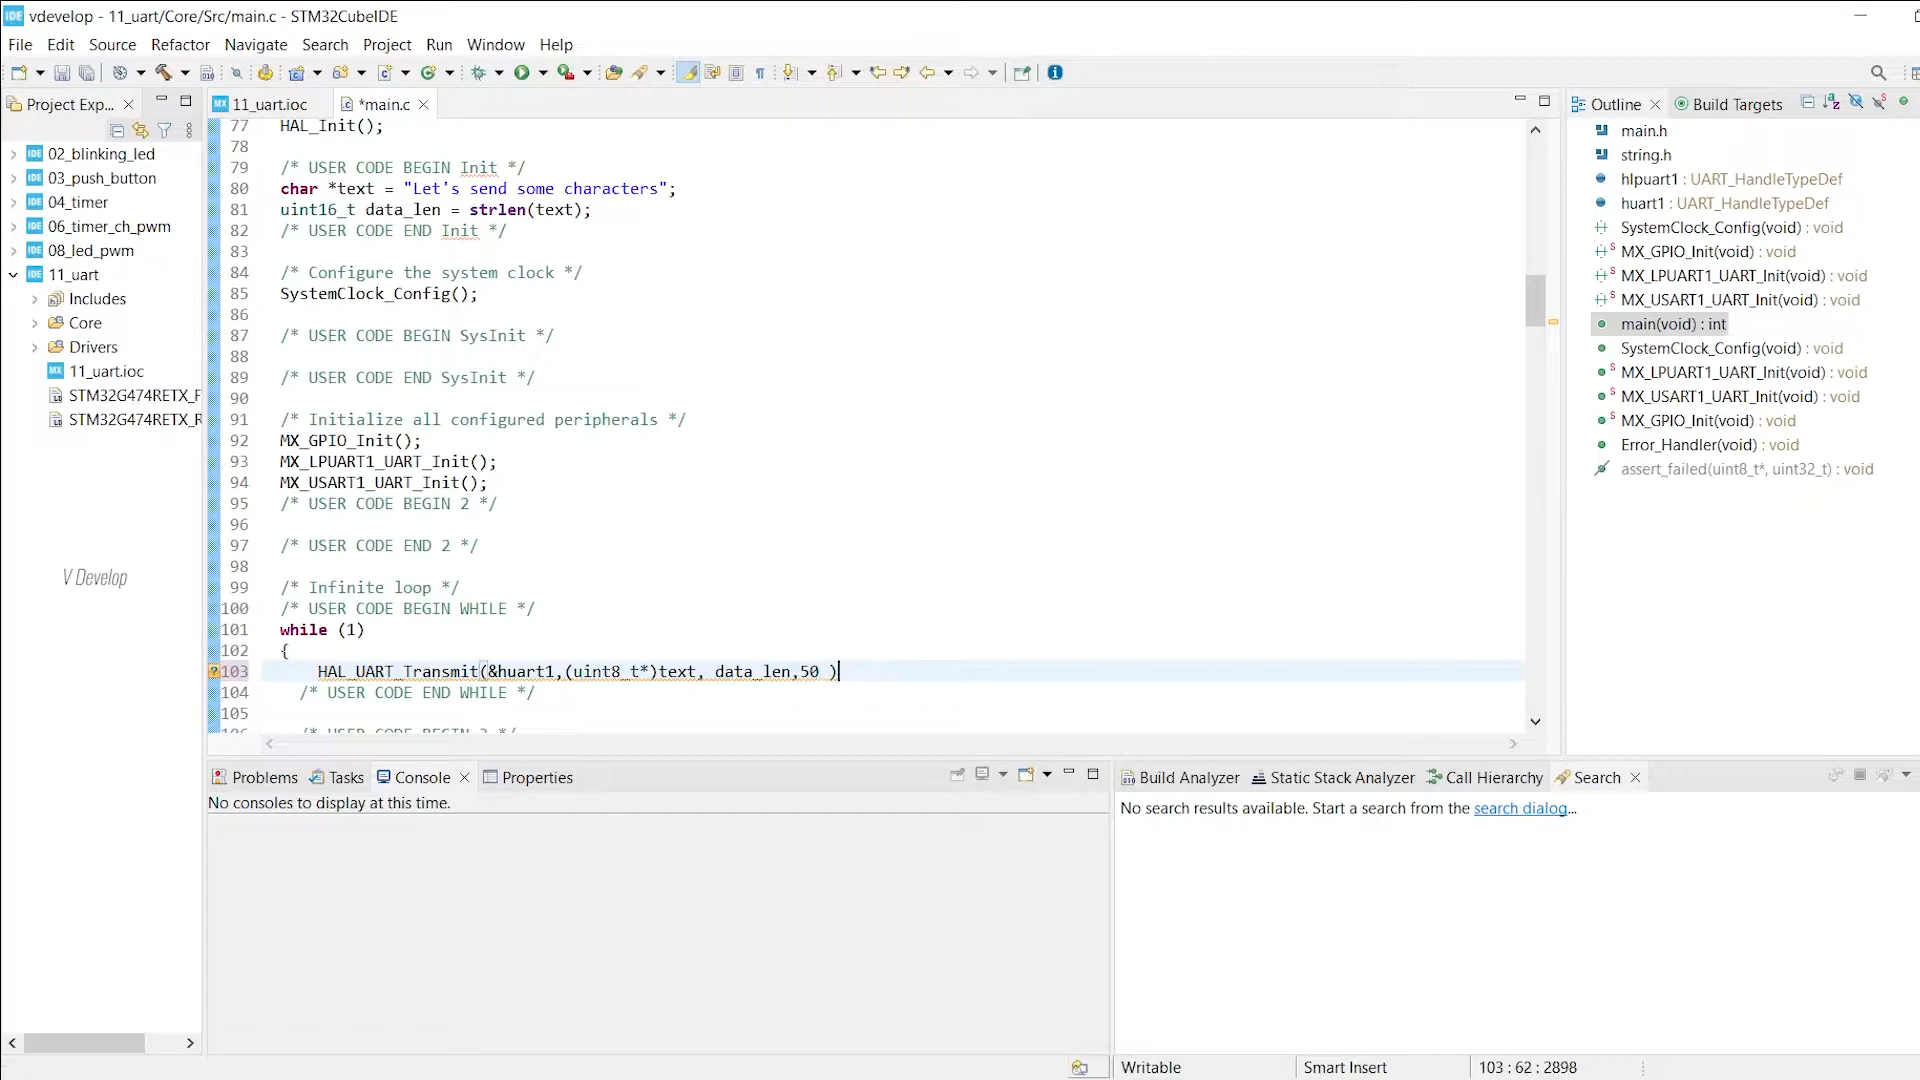 vdevelop - 11_uart/Core/Src/main.c - STM32CubeIDE
File Edit Source Refactor Navigate Search Project Run Window Help
Project Exp...
11_uart.ioc
*main.c
02_blinking_led
03_push_button
04_timer
06_timer_ch_pwm
08_led_pwm
11_uart
Includes
Core
Drivers
11_uart.ioc
STM32G474RETX_F
STM32G474RETX_R
V Develop
77 HAL_Init();
78
79 /* USER CODE BEGIN Init */
80 char *text = "Let's send some characters";
81 uint16_t data_len = strlen(text);
82 /* USER CODE END Init */
83
84 /* Configure the system clock */
85 SystemClock_Config();
86
87 /* USER CODE BEGIN SysInit */
88
89 /* USER CODE END SysInit */
90
91 /* Initialize all configured peripherals */
92 MX_GPIO_Init();
93 MX_LPUART1_UART_Init();
94 MX_USART1_UART_Init();
95 /* USER CODE BEGIN 2 */
96
97 /* USER CODE END 2 */
98
99 /* Infinite loop */
100 /* USER CODE BEGIN WHILE */
101 while (1)
102 {
103 HAL_UART_Transmit(&huart1,(uint8_t*)text, data_len,50 )
104 /* USER CODE END WHILE */
105
106 /* USER CODE BEGIN 3 */
Outline Build Targets
main.h
string.h
hlpuart1 : UART_HandleTypeDef
huart1 : UART_HandleTypeDef
SystemClock_Config(void) : void
MX_GPIO_Init(void) : void
MX_LPUART1_UART_Init(void) : void
MX_USART1_UART_Init(void) : void
main(void) : int
SystemClock_Config(void) : void
MX_LPUART1_UART_Init(void) : void
MX_USART1_UART_Init(void) : void
MX_GPIO_Init(void) : void
Error_Handler(void) : void
assert_failed(uint8_t*, uint32_t) : void
Problems Tasks Console Properties
No consoles to display at this time.
Build Analyzer Static Stack Analyzer Call Hierarchy Search
No search results available. Start a search from the search dialog...
Writable Smart Insert 103 : 62 : 2898